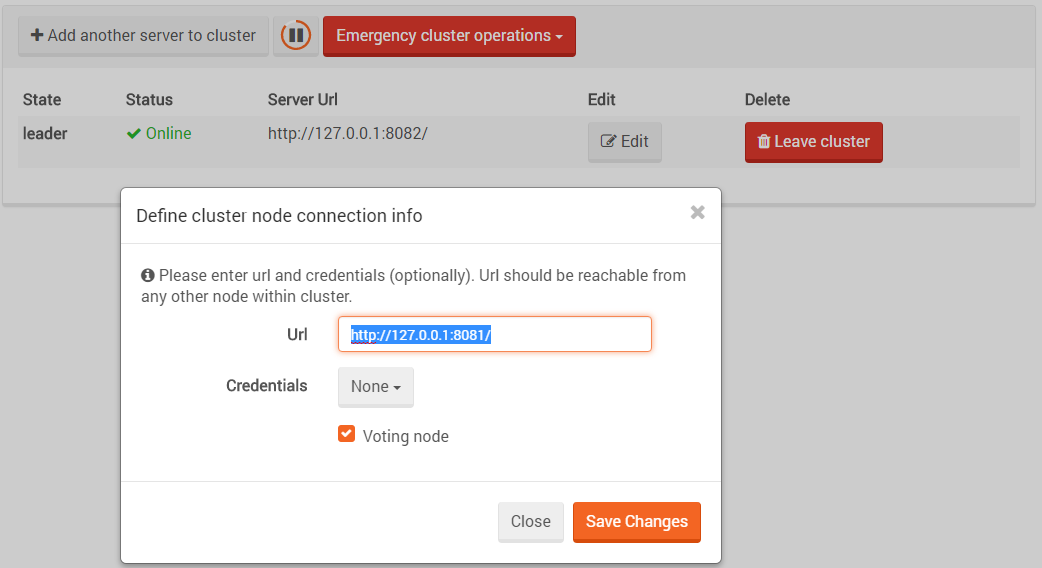 Add another server to cluster
Emergency cluster operations
State Status Server Url Edit Delete
leader Online http://127.0.0.1:8082/ Edit Leave cluster
Define cluster node connection info
Please enter url and credentials (optionally). Url should be reachable from
any other node within cluster.
Url http://127.0.0.1:8081/
Credentials None
Voting node
Close Save Changes